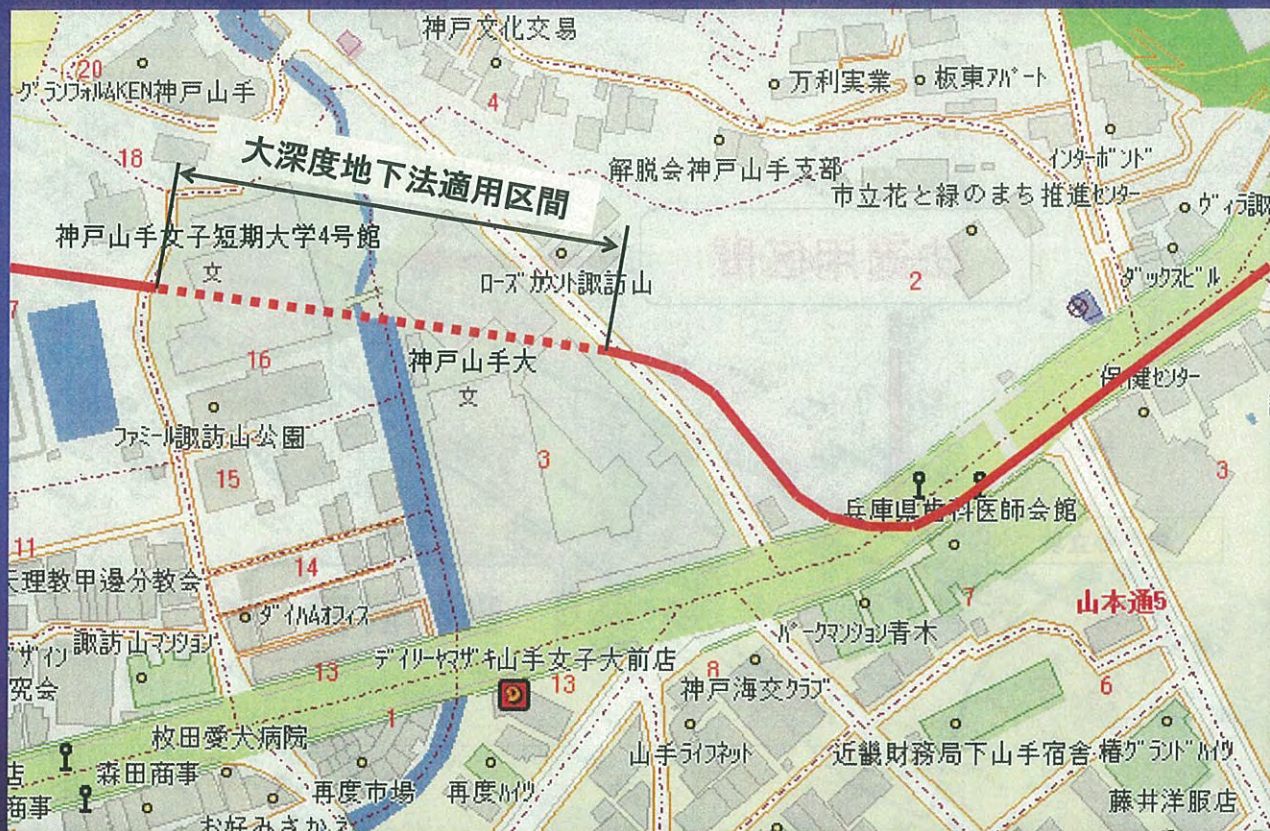 神戸文化交易
20
グランフォルムAKEN神戸山手
4
万利実業
板東アパート
18
大深度地下法適用区間
解脱会神戸山手支部
インターボンド
市立花と緑のまち推進センター
ヴィラ諏
神戸山手女子短期大学4号館
文
ローズガウント諏訪山
2
ダックスビル
7
16
神戸山手大
文
保健センター
ファミール諏訪山公園
15
3
3
兵庫県歯科医師会館
11
天理教甲邊分教会
14
ダイハムオフィス
7
山本通5
パークマンション青木
諏訪山マンション
ザイン
究会
13
デイリーヤマザキ山手女子大前店
13
8
神戸海交クラブ
6
1
枚田愛犬病院
山手ライフネット
近畿財務局下山手宿舎
椿グランドハイツ
店
商事
森田商事
再度市場
再度ハイツ
藤井洋服店
お好みさかえ